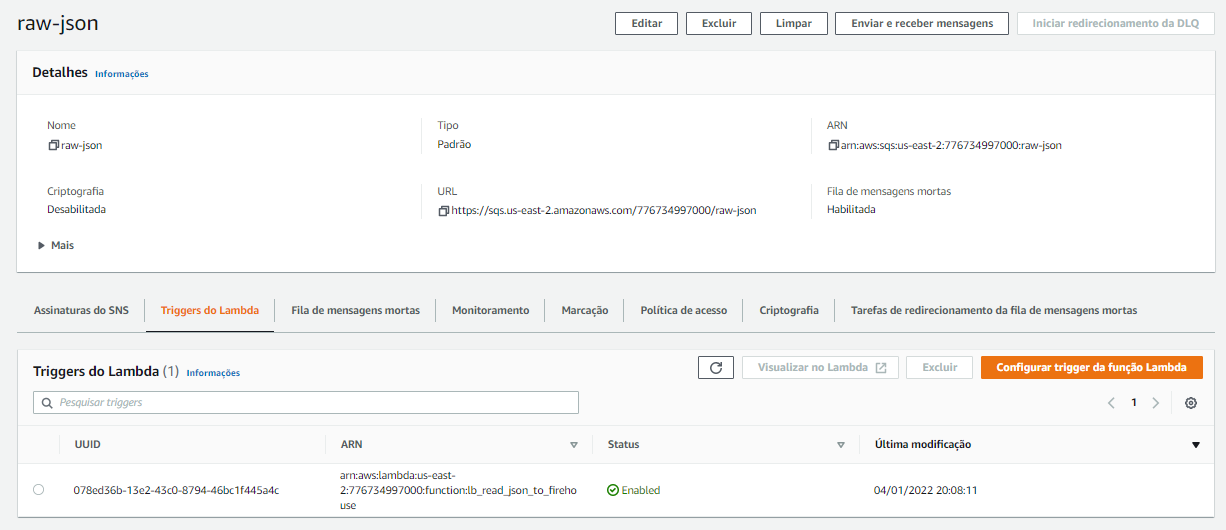 raw-json
Editar
Excluir
Limpar
Enviar e receber mensagens
Iniciar redirecionamento da DLQ
Detalhes Informações
Nome
raw-json
Tipo
Padrão
ARN
arn:aws:sqs:us-east-2:776734997000:raw-json
Criptografia
Desabilitada
URL
https://sqs.us-east-2.amazonaws.com/776734997000/raw-json
Fila de mensagens mortas
Habilitada
Mais
Assinaturas do SNS
Triggers do Lambda
Fila de mensagens mortas
Monitoramento
Marcação
Política de acesso
Criptografia
Tarefas de redirecionamento da fila de mensagens mortas
Triggers do Lambda (1) Informações
Visualizar no Lambda
Excluir
Configurar trigger da função Lambda
Pesquisar triggers
1
UUID
ARN
Status
Última modificação
078ed36b-13e2-43c0-8794-46bc1f445a4c
arn:aws:lambda:us-east-
2:776734997000:function:lb_read_json_to_fireho
use
Enabled
04/01/2022 20:08:11